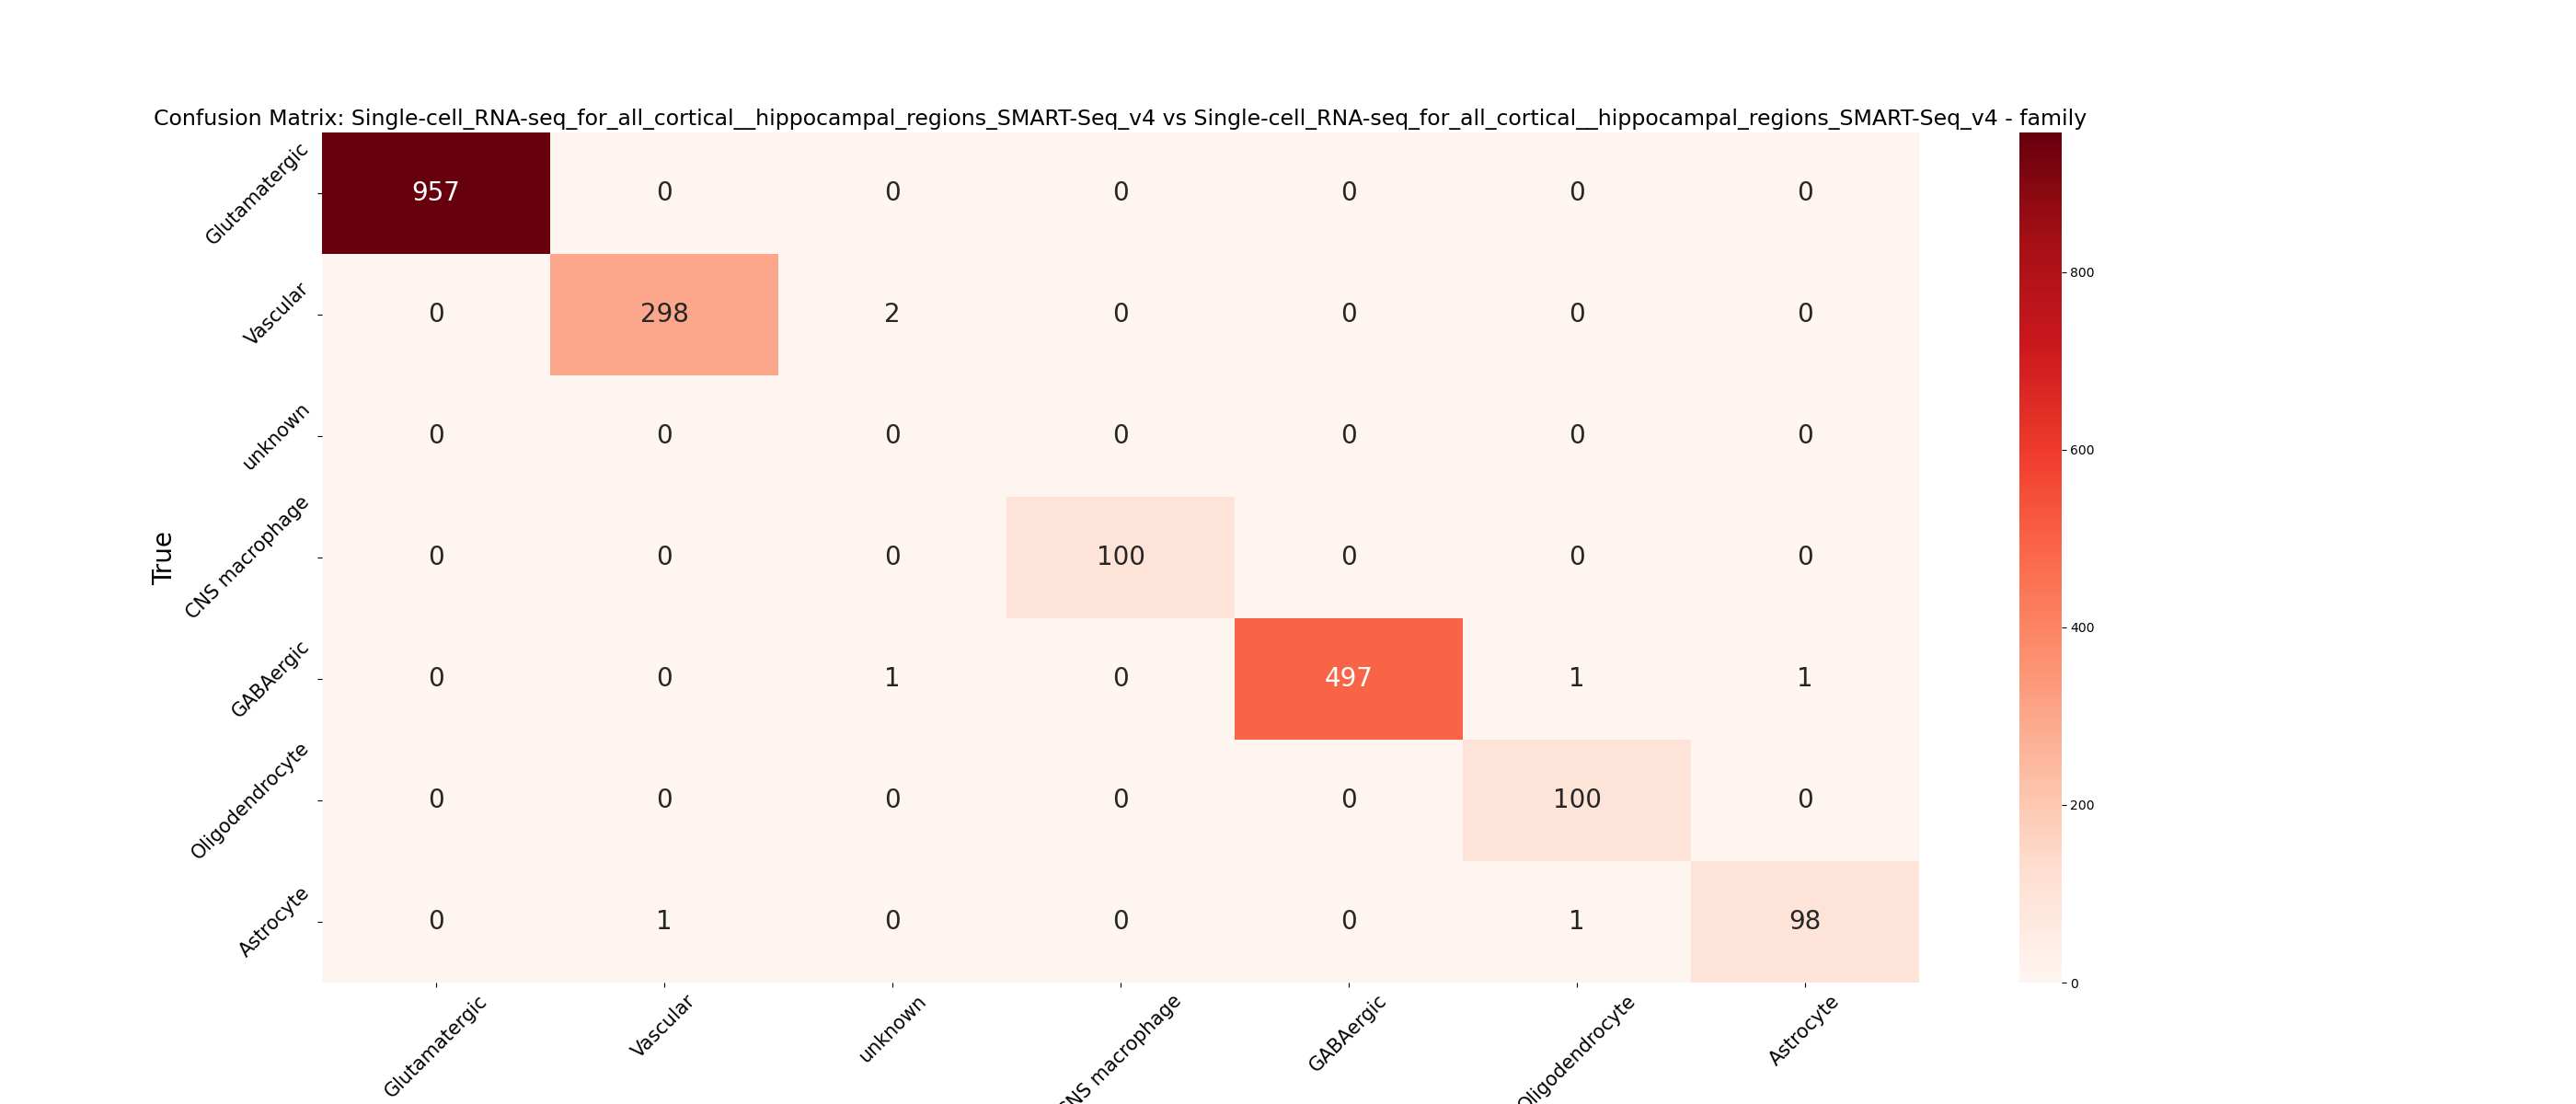 Confusion Matrix: Single-cell_RNA-seq_for_all_cortical__hippocampal_regions_SMART-Seq_v4 vs Single-cell_RNA-seq_for_all_cortical__hippocampal_regions_SMART-Seq_v4 - family
Glutamatergic 957 0 0 0 0 0 0
Vascular 0 298 2 0 0 0 0
unknown 0 0 0 0 0 0 0
CNS macrophage 0 0 0 100 0 0 0
GABAergic 0 0 1 0 497 1 1
Oligodendrocyte 0 0 0 0 0 100 0
Astrocyte 0 1 0 0 0 1 98
True
Glutamatergic Vascular unknown CNS macrophage GABAergic Oligodendrocyte Astrocyte
800
600
400
200
0